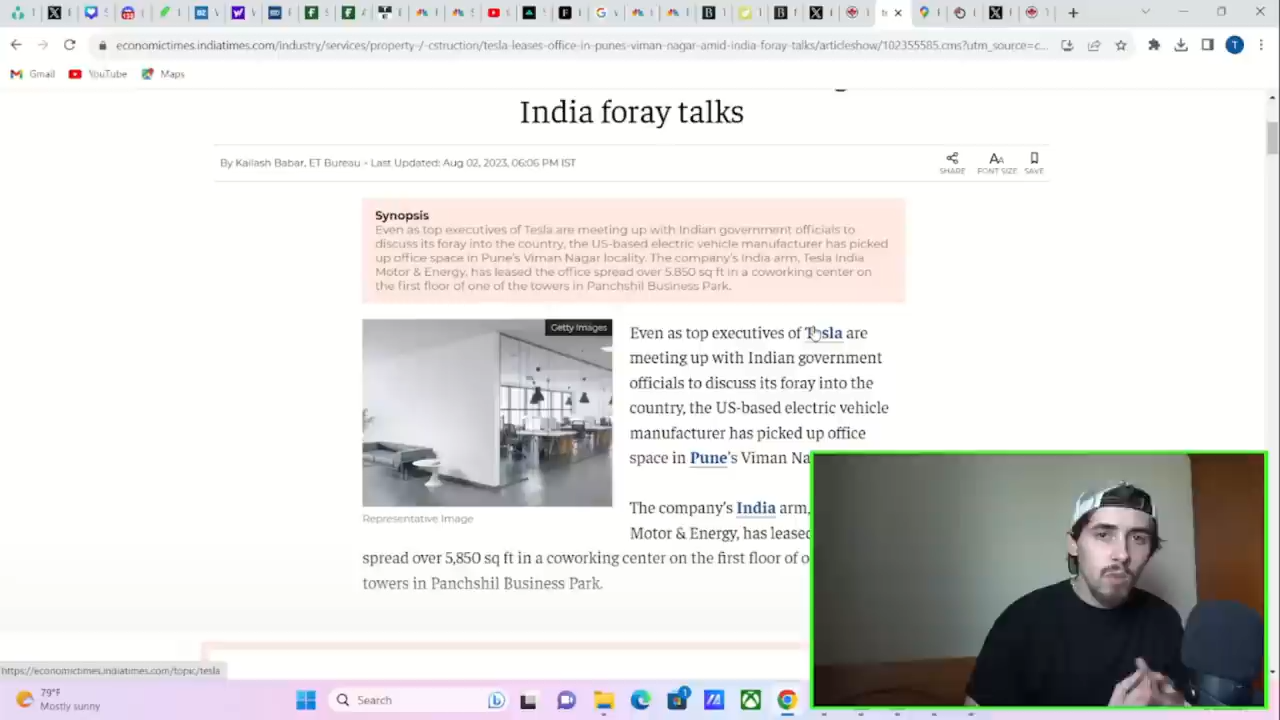 economictimes.indiatimes.com/industry/services/property-/-cstruction/tesla-leases-office-in-punes-viman-nagar-amid-india-foray-talks/articleshow/102355585.cms?utm_source=c...
T
Gmail
YouTube
Maps
India foray talks
By Kailash Babar, ET Bureau • Last Updated: Aug 02, 2023, 06:06 PM IST
SHARE
FONT SIZE
SAVE
Synopsis
Even as top executives of Tesla are meeting up with Indian government officials to
discuss its foray into the country, the US-based electric vehicle manufacturer has picked
up office space in Pune's Viman Nagar locality. The company's India arm, Tesla India
Motor & Energy, has leased the office spread over 5,850 sq ft in a coworking center on
the first floor of one of the towers in Panchshil Business Park.
Getty Images
Representative Image
Even as top executives of Tesla are
meeting up with Indian government
officials to discuss its foray into the
country, the US-based electric vehicle
manufacturer has picked up office
space in Pune's Viman Na
The company's India arm,
Motor & Energy, has leased
spread over 5,850 sq ft in a coworking center on the first floor of o
towers in Panchshil Business Park.
https://economictimes.indiatimes.com/topic/tesla
79°F
Mostly sunny
Search